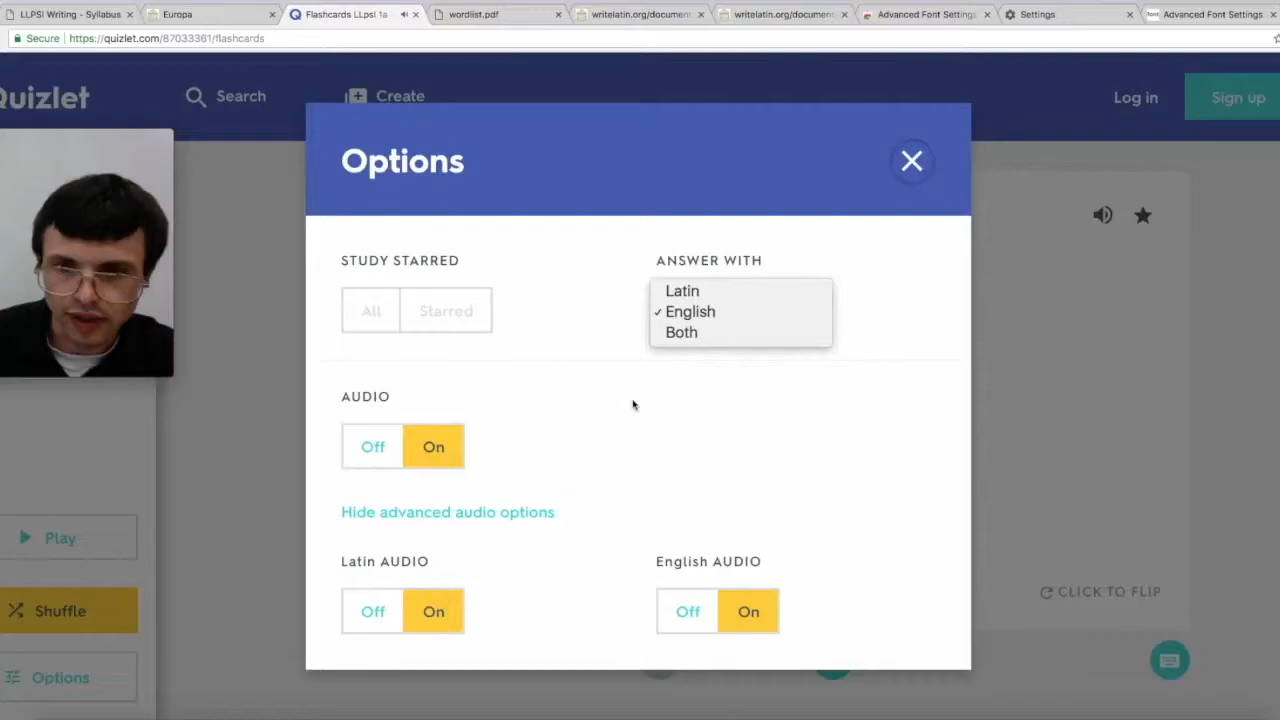 LLPSI Writing - Syllabus
Europa
Flashcards LLpsI 1a
wordlist.pdf
writelatin.org/document
writelatin.org/document
Advanced Font Settings
Settings
Advanced Font Settings
Secure https://quizlet.com/87033361/flashcards
Quizlet
Search
Create
Log in
Sign up
Options
STUDY STARRED
All
Starred
ANSWER WITH
Latin
English
Both
AUDIO
Off
On
Hide advanced audio options
Latin AUDIO
Off
On
English AUDIO
Off
On
Play
Shuffle
Options
CLICK TO FLIP